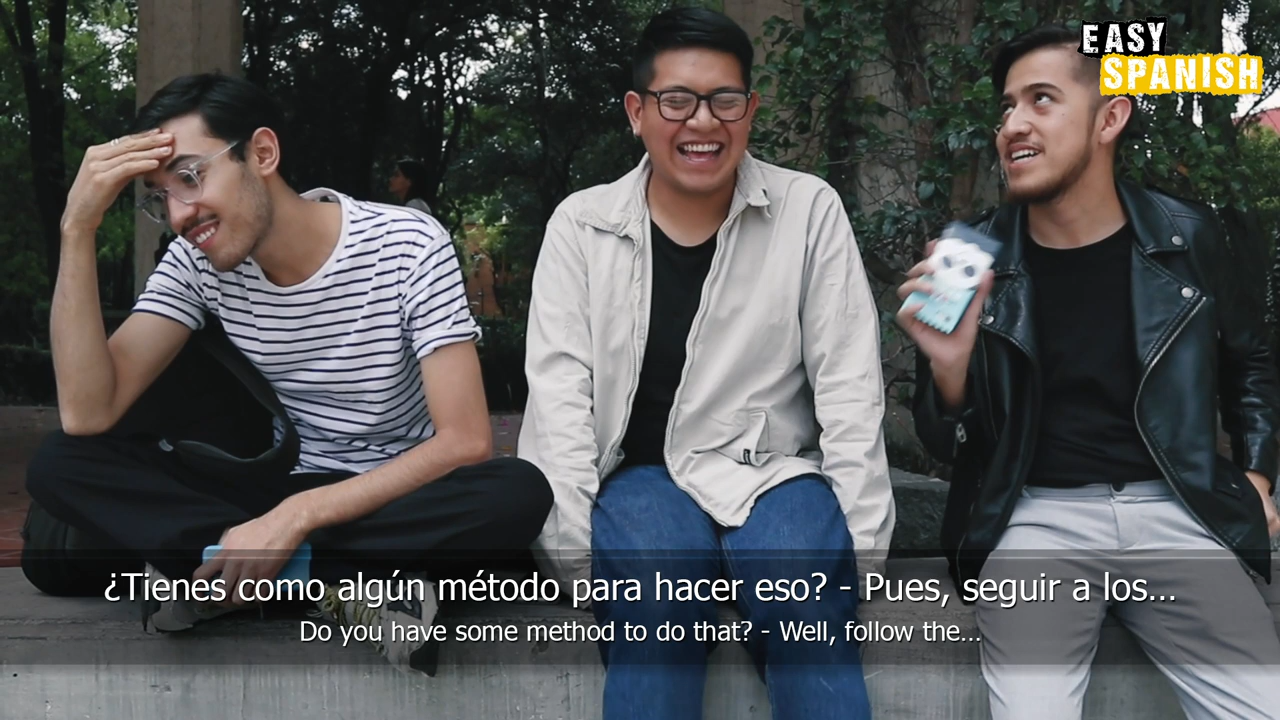 EASY
SPANISH
¿Tienes como algún método para hacer eso? - Pues, seguir a los...
Do you have some method to do that? - Well, follow the...